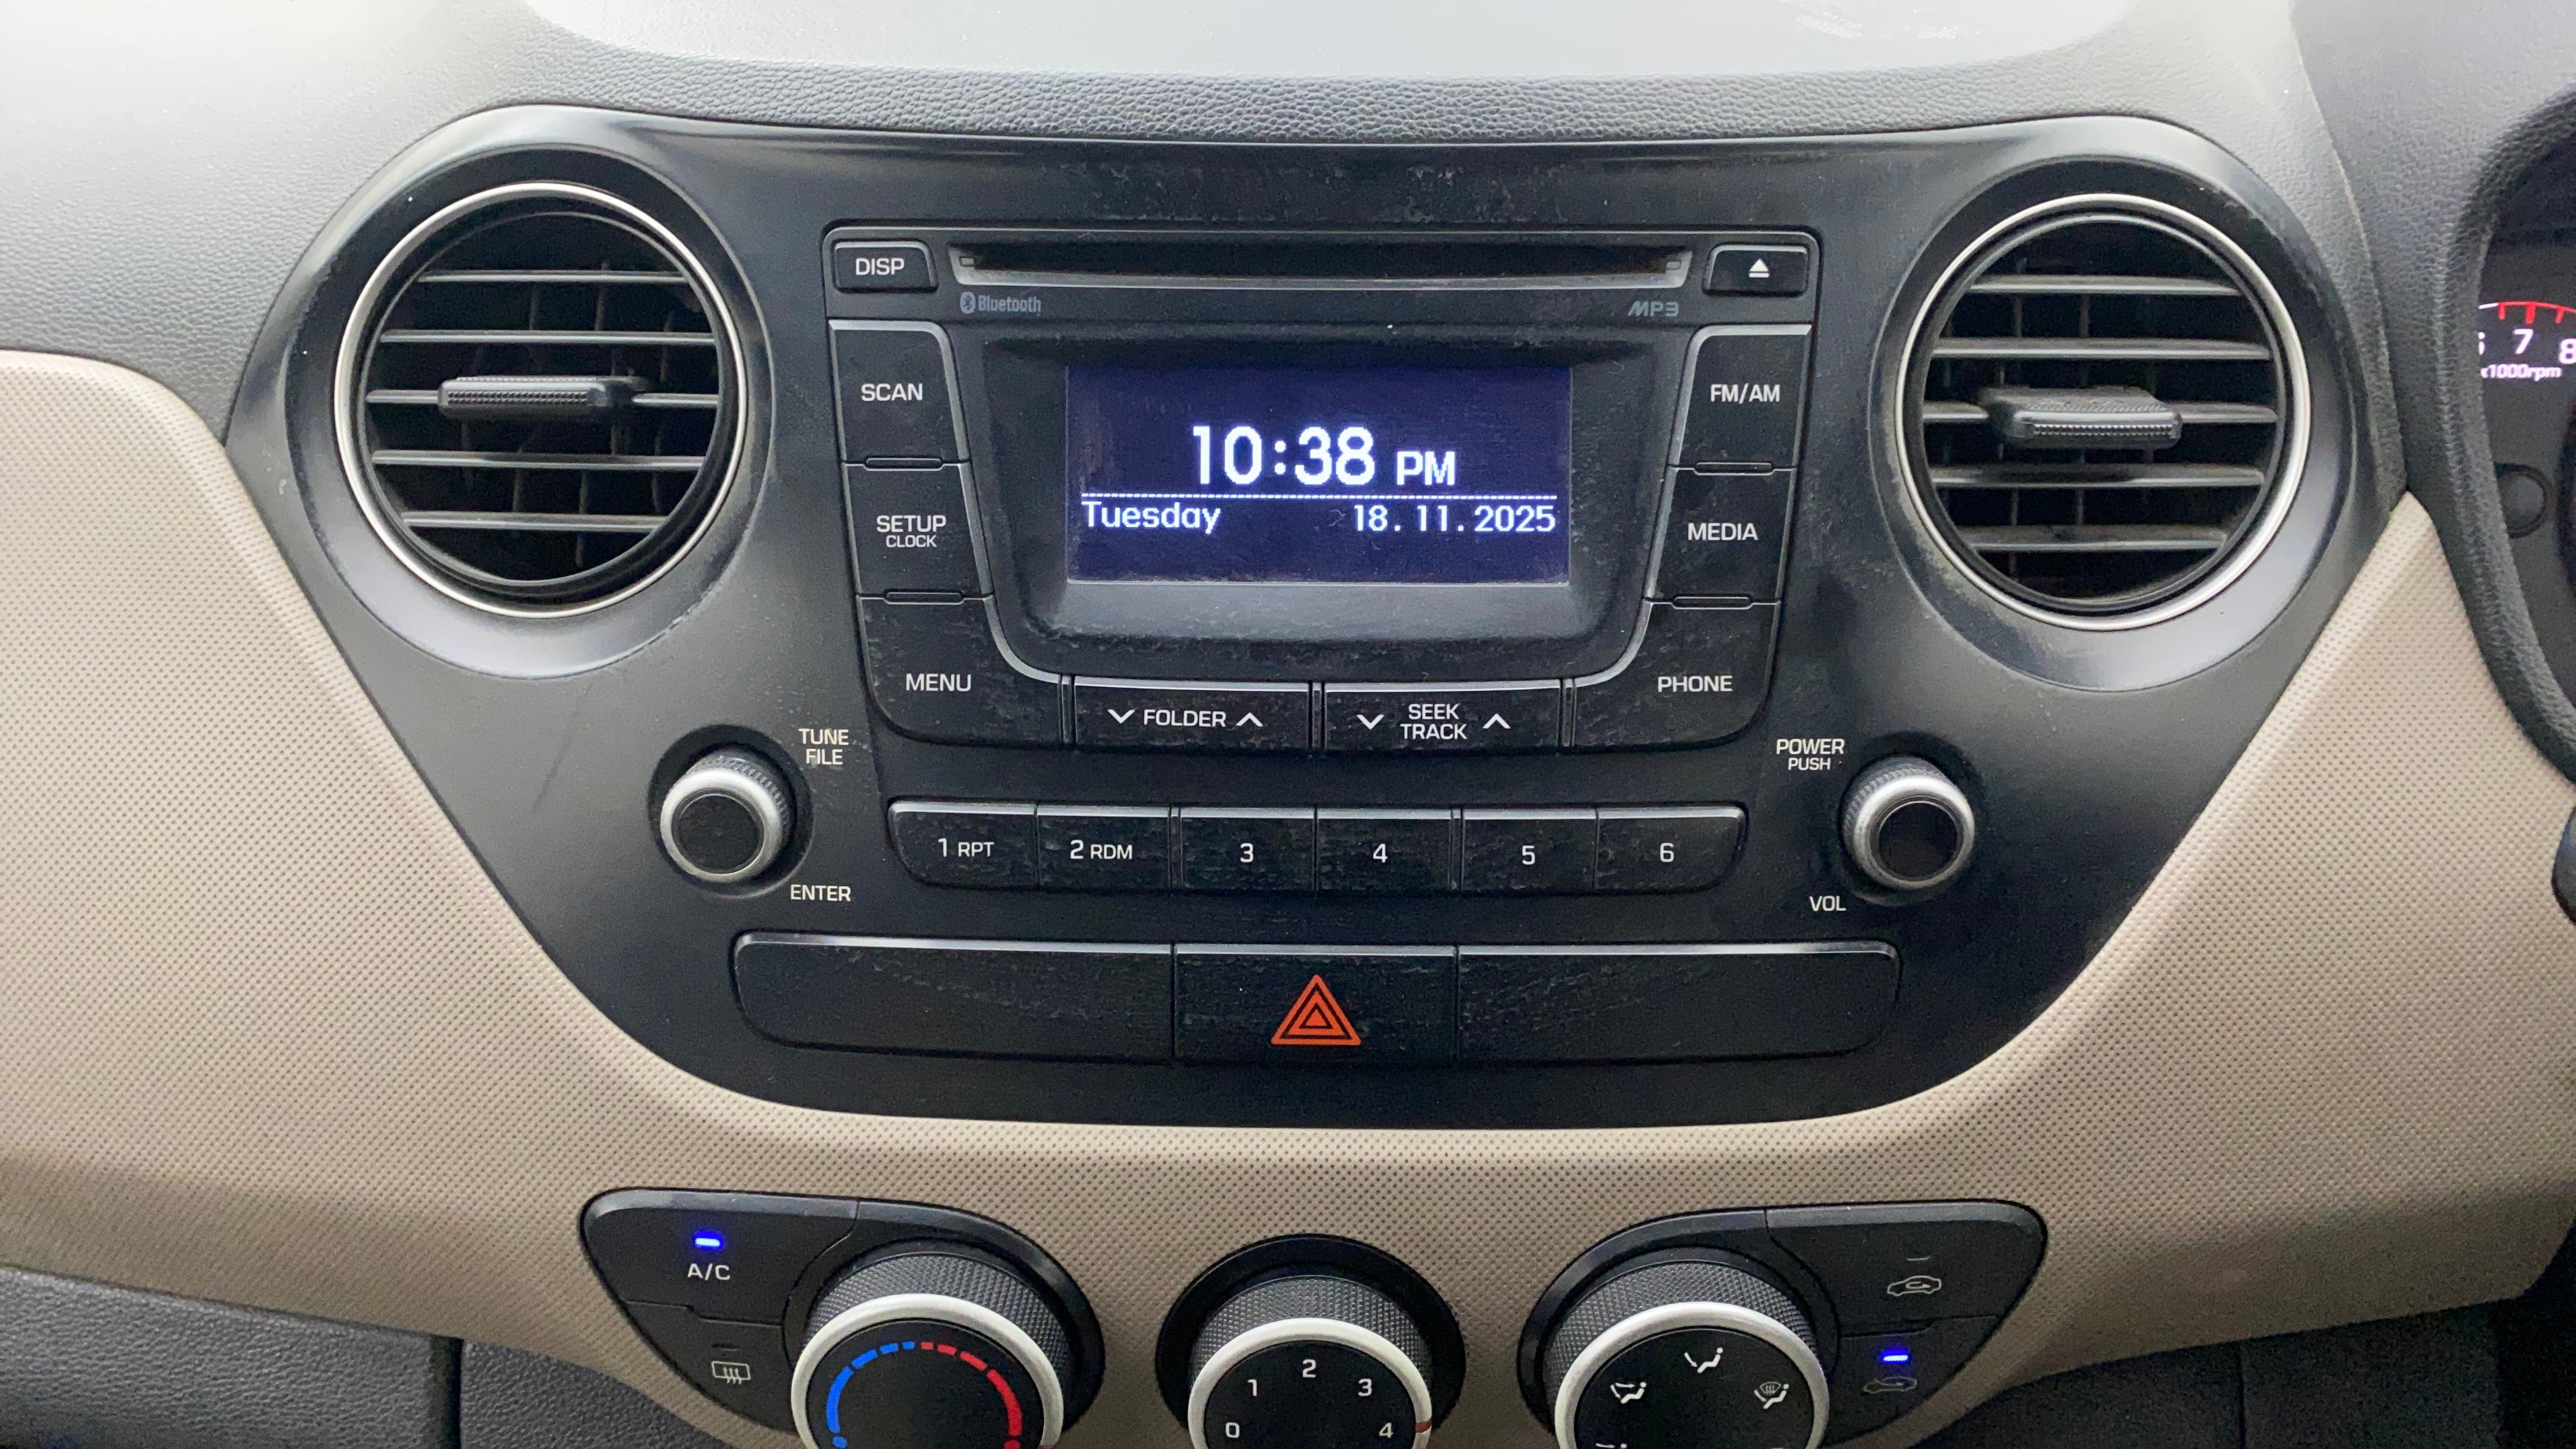 DISP
Bluetooth
MP3
SCAN
FM/AM
10:38 PM
Tuesday 18. 11. 2025
SETUP
CLOCK
MEDIA
MENU
PHONE
FOLDER
SEEK
TRACK
TUNE
FILE
POWER
PUSH
1 RPT
2 RDM
3
4
5
6
ENTER
VOL
7
8
x1000rpm
A/C
0
1
2
3
4